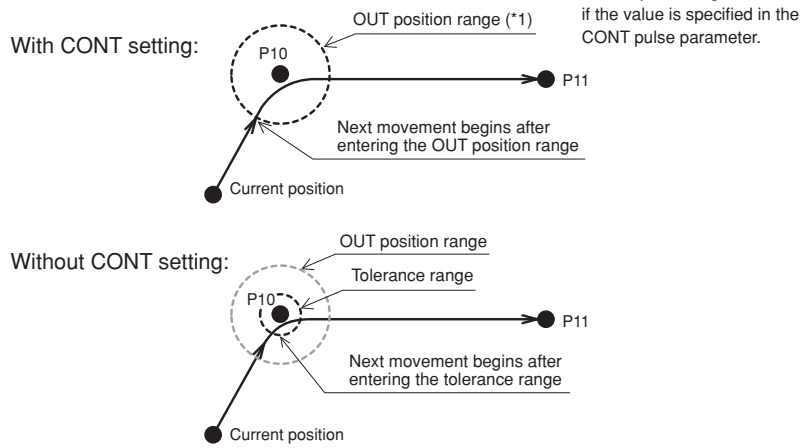 if the value is specified in the
CONT pulse parameter.
With CONT setting:
OUT position range (*1)
P10
P11
Next movement begins after
entering the OUT position range
Current position
Without CONT setting:
OUT position range
Tolerance range
P10
P11
Next movement begins after
entering the tolerance range
Current position